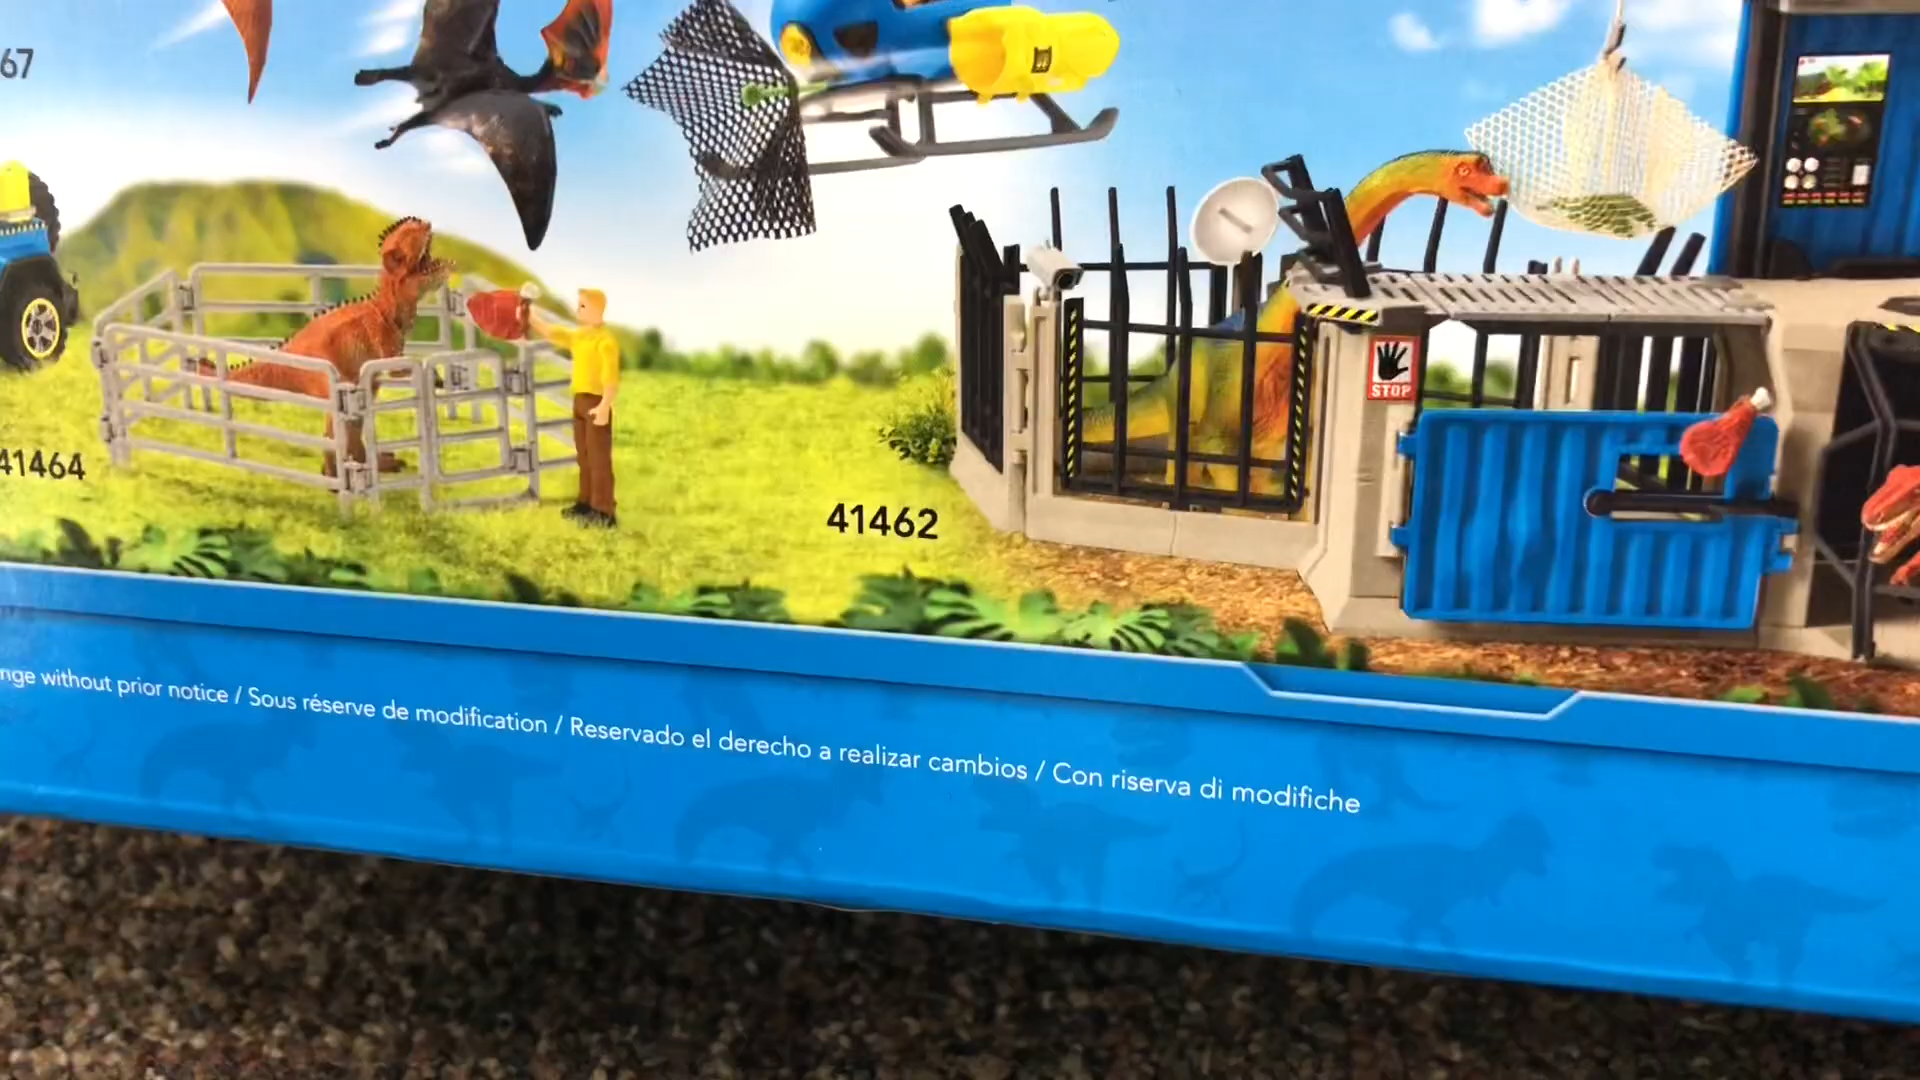 67
STOP
41464
41462
nge without prior notice / Sous réserve de modification / Reservado el derecho a realizar cambios / Con riserva di modifiche